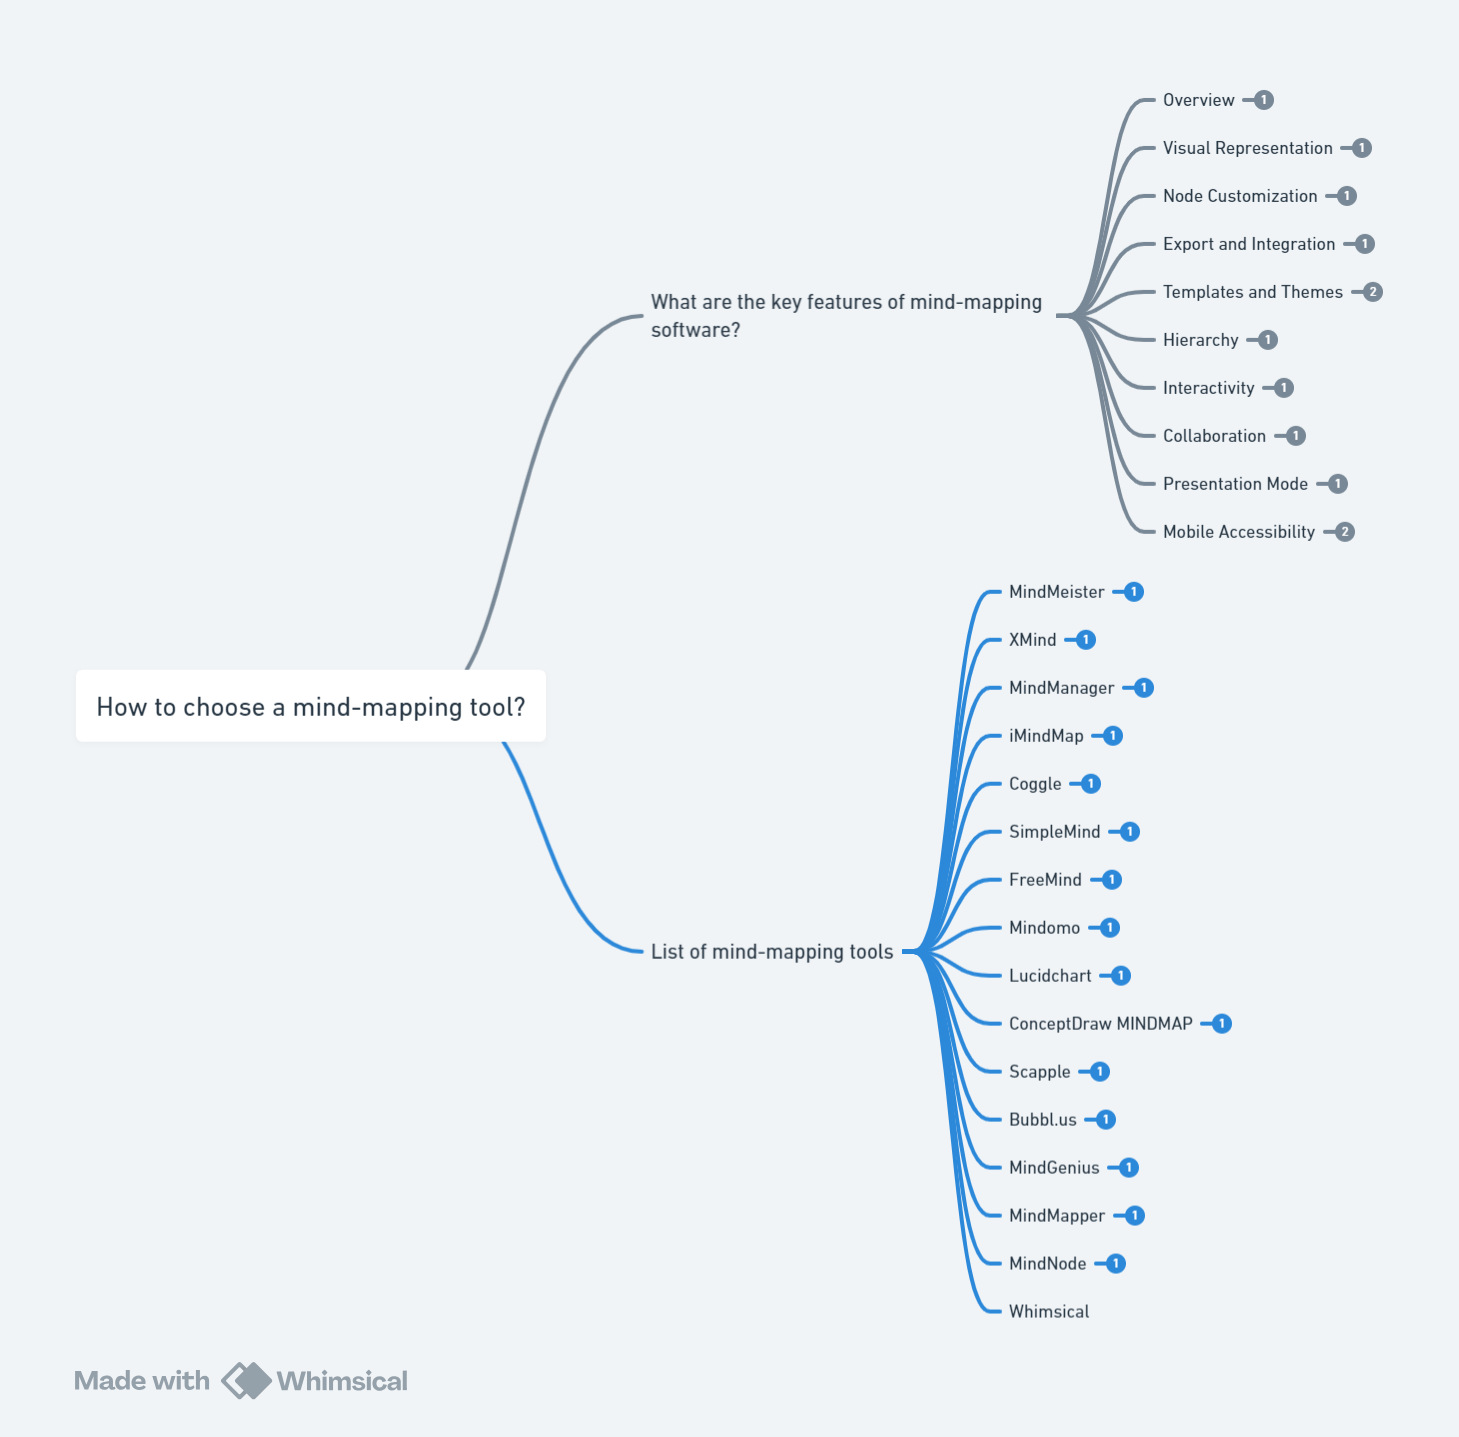 Overview 1
Visual Representation 1
Node Customization 1
Export and Integration 1
Templates and Themes 2
What are the key features of mind-mapping
software?
Hierarchy 1
Interactivity 1
Collaboration 1
Presentation Mode 1
Mobile Accessibility 2
How to choose a mind-mapping tool?
MindMeister 1
XMind 1
MindManager 1
iMindMap 1
Coggle 1
SimpleMind 1
FreeMind 1
Mindomo 1
List of mind-mapping tools
Lucidchart 1
ConceptDraw MINDMAP 1
Scapple 1
Bubbl.us 1
MindGenius 1
MindMapper 1
MindNode 1
Whimsical
Made with Whimsical